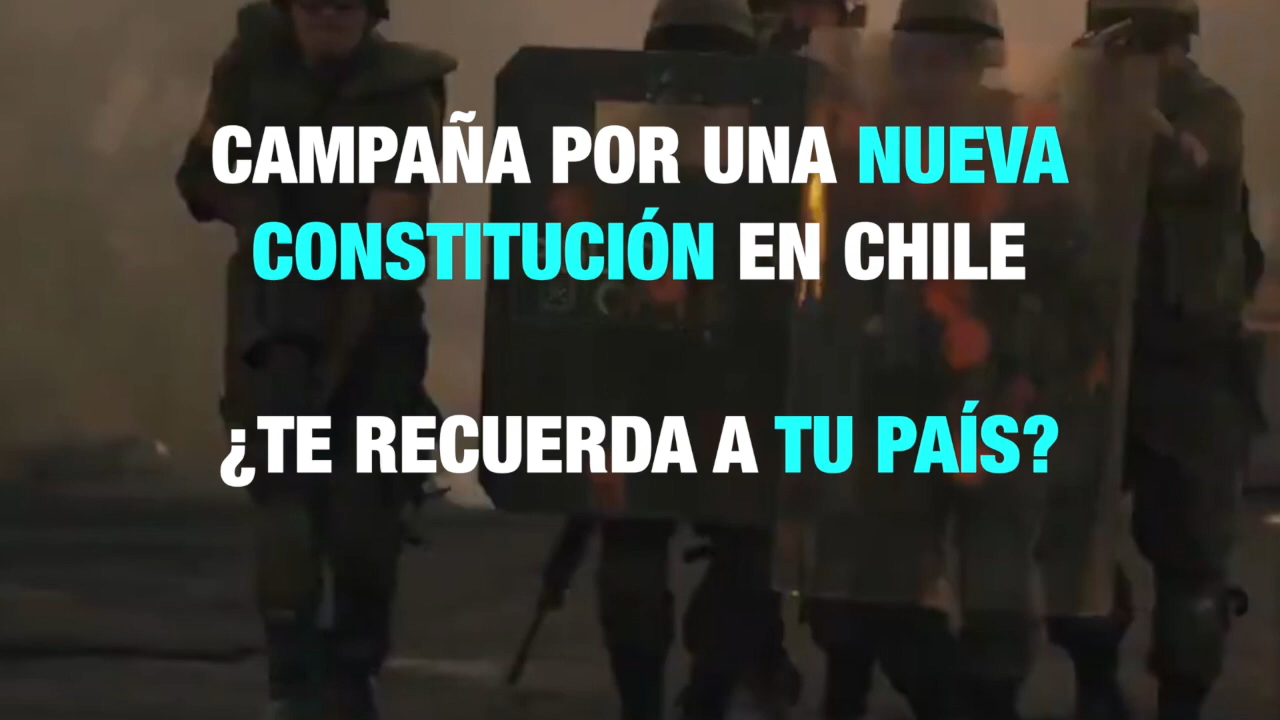 CAMPAÑA POR UNA NUEVA
CONSTITUCIÓN EN CHILE
¿TE RECUERDA A TU PAÍS?